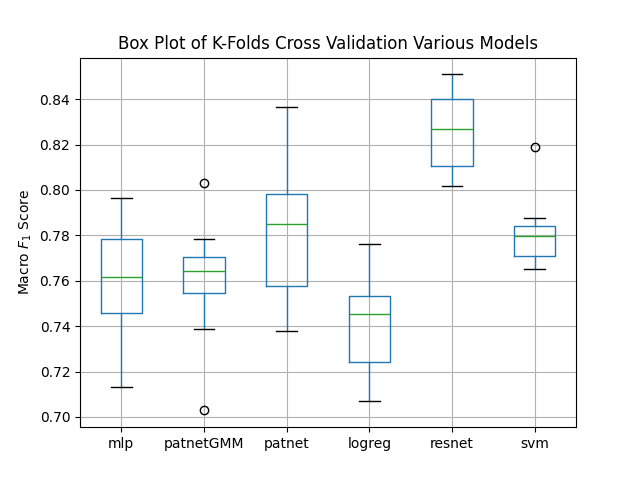 Box Plot of K-Folds Cross Validation Various Models
Macro F1 Score
0.84
0.82
0.80
0.78
0.76
0.74
0.72
0.70
mlp patnetGMM patnet logreg resnet svm